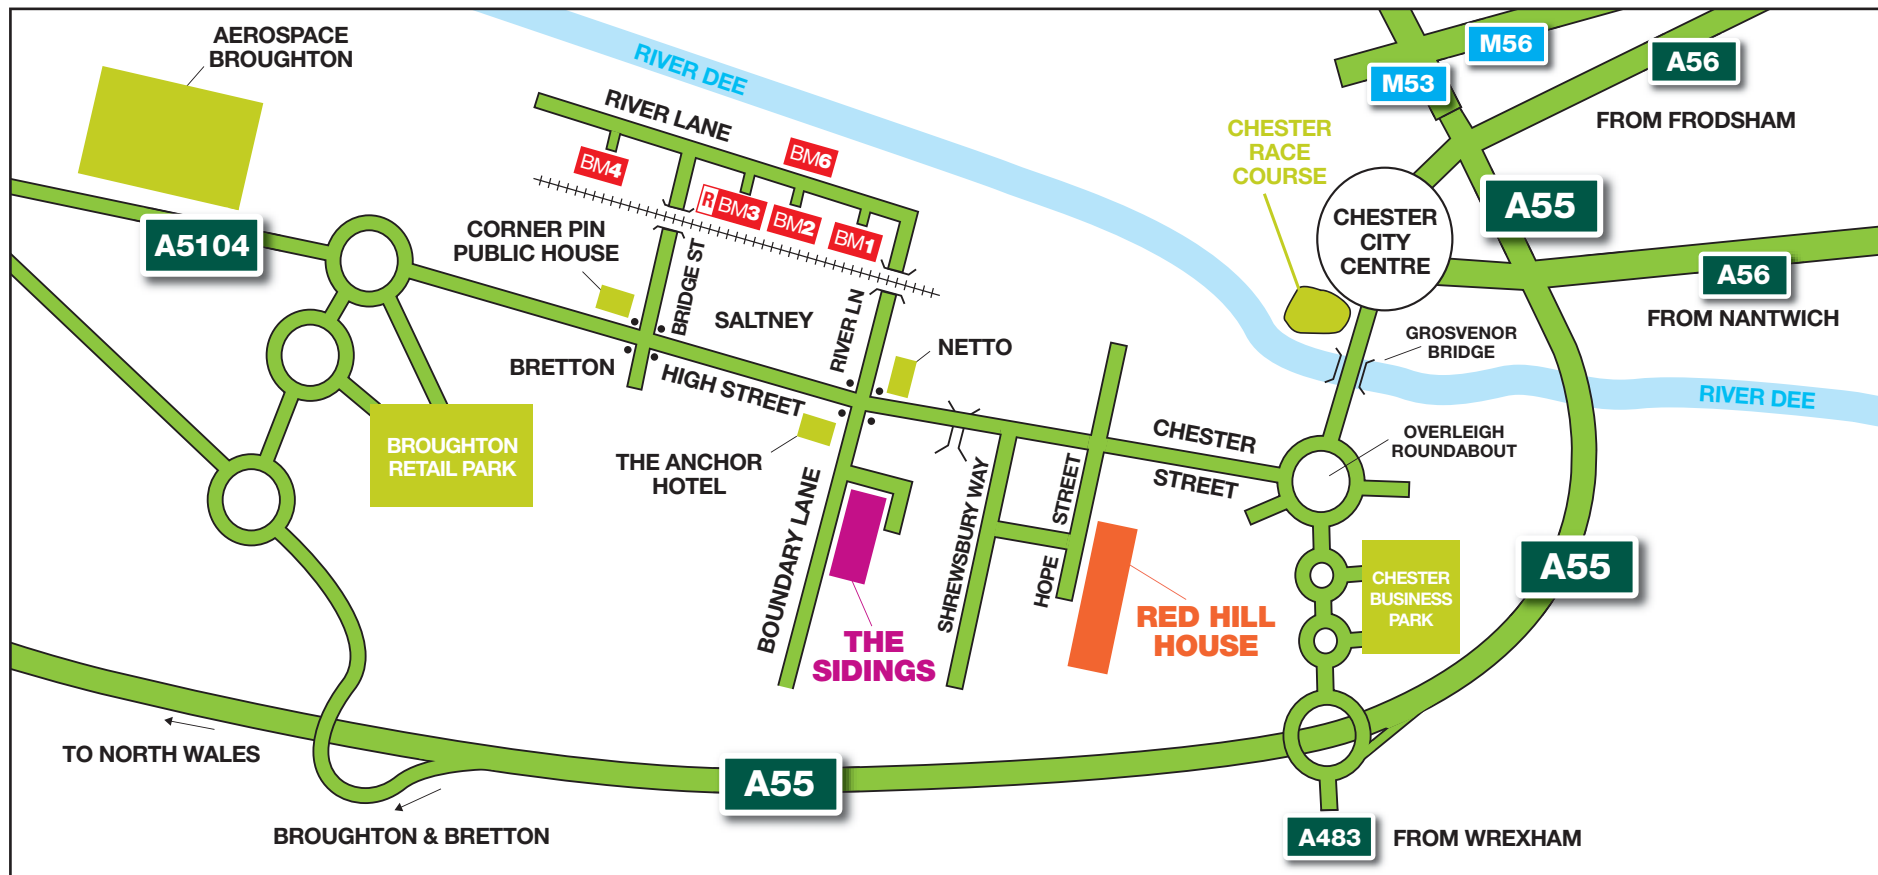 AEROSPACE
BROUGHTON
RIVER DEE
M56
M53
A56
FROM FRODSHAM
RIVER LANE
BM4
BM6
R BM3
BM2
BM1
CHESTER
RACE
COURSE
CHESTER
CITY
CENTRE
A55
A5104
CORNER PIN
PUBLIC HOUSE
BRIDGE ST
SALTNEY
RIVER LN
NETTO
A56
FROM NANTWICH
GROSVENOR
BRIDGE
RIVER DEE
BRETTON
HIGH STREET
CHESTER
STREET
OVERLEIGH
ROUNDABOUT
BROUGHTON
RETAIL PARK
THE ANCHOR
HOTEL
BOUNDARY LANE
SHREWSBURY WAY
HOPE STREET
CHESTER
BUSINESS
PARK
A55
THE
SIDINGS
RED HILL
HOUSE
TO NORTH WALES
A55
BROUGHTON & BRETTON
A483
FROM WREXHAM